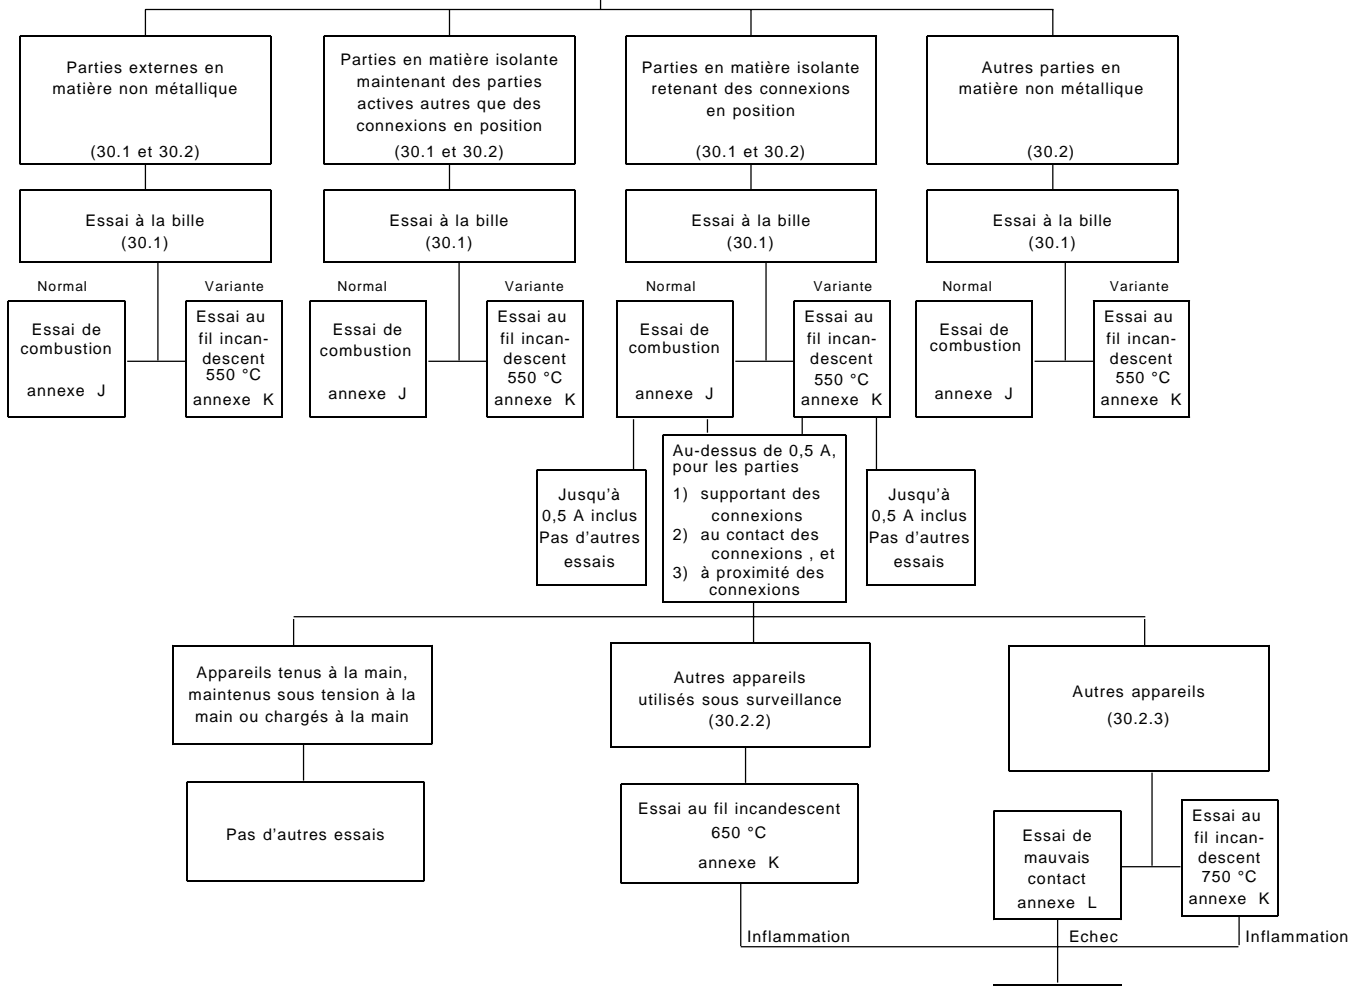 Parties externes en
matière non métallique
(30.1 et 30.2)
Parties en matière isolante
maintenant des parties
actives autres que des
connexions en position
(30.1 et 30.2)
Parties en matière isolante
retenant des connexions
en position
(30.1 et 30.2)
Autres parties en
matière non métallique
(30.2)
Essai à la bille
(30.1)
Essai à la bille
(30.1)
Essai à la bille
(30.1)
Essai à la bille
(30.1)
Normal
Variante
Normal
Variante
Normal
Variante
Normal
Variante
Essai de
combustion
annexe J
Essai au
fil incan-
descent
550 °C
annexe K
Essai de
combustion
annexe J
Essai au
fil incan-
descent
550 °C
annexe K
Essai de
combustion
annexe J
Essai au
fil incan-
descent
550 °C
annexe K
Essai de
combustion
annexe J
Essai au
fil incan-
descent
550 °C
annexe K
Jusqu'à
0,5 A inclus
Pas d'autres
essais
Au-dessus de 0,5 A,
pour les parties
1) supportant des
connexions
2) au contact des
connexions , et
3) à proximité des
connexions
Jusqu'à
0,5 A inclus
Pas d'autres
essais
Appareils tenus à la main,
maintenus sous tension à la
main ou chargés à la main
Autres appareils
utilisés sous surveillance
(30.2.2)
Autres appareils
(30.2.3)
Pas d'autres essais
Essai au fil incandescent
650 °C
annexe K
Essai de
mauvais
contact
annexe L
Essai au
fil incan-
descent
750 °C
annexe K
Inflammation
Echec
Inflammation